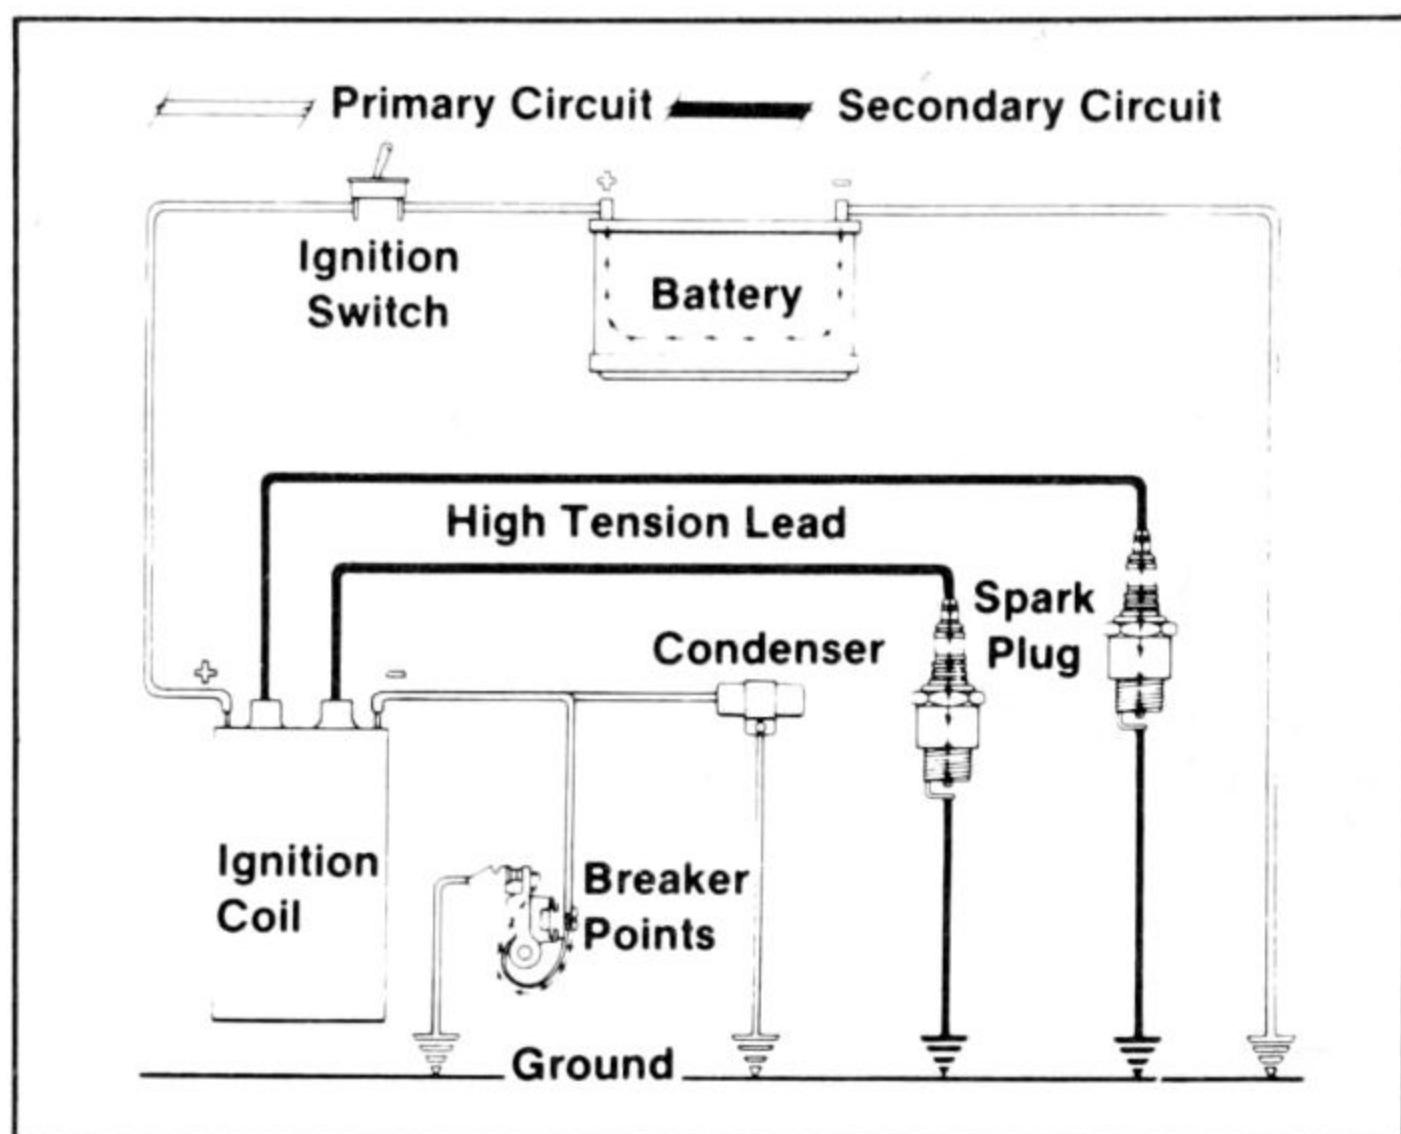 Primary Circuit
Secondary Circuit
+
-
Ignition
Switch
Battery
High Tension Lead
Spark
Plug
Condenser
+
-
Ignition
Coil
Breaker
Points
Ground